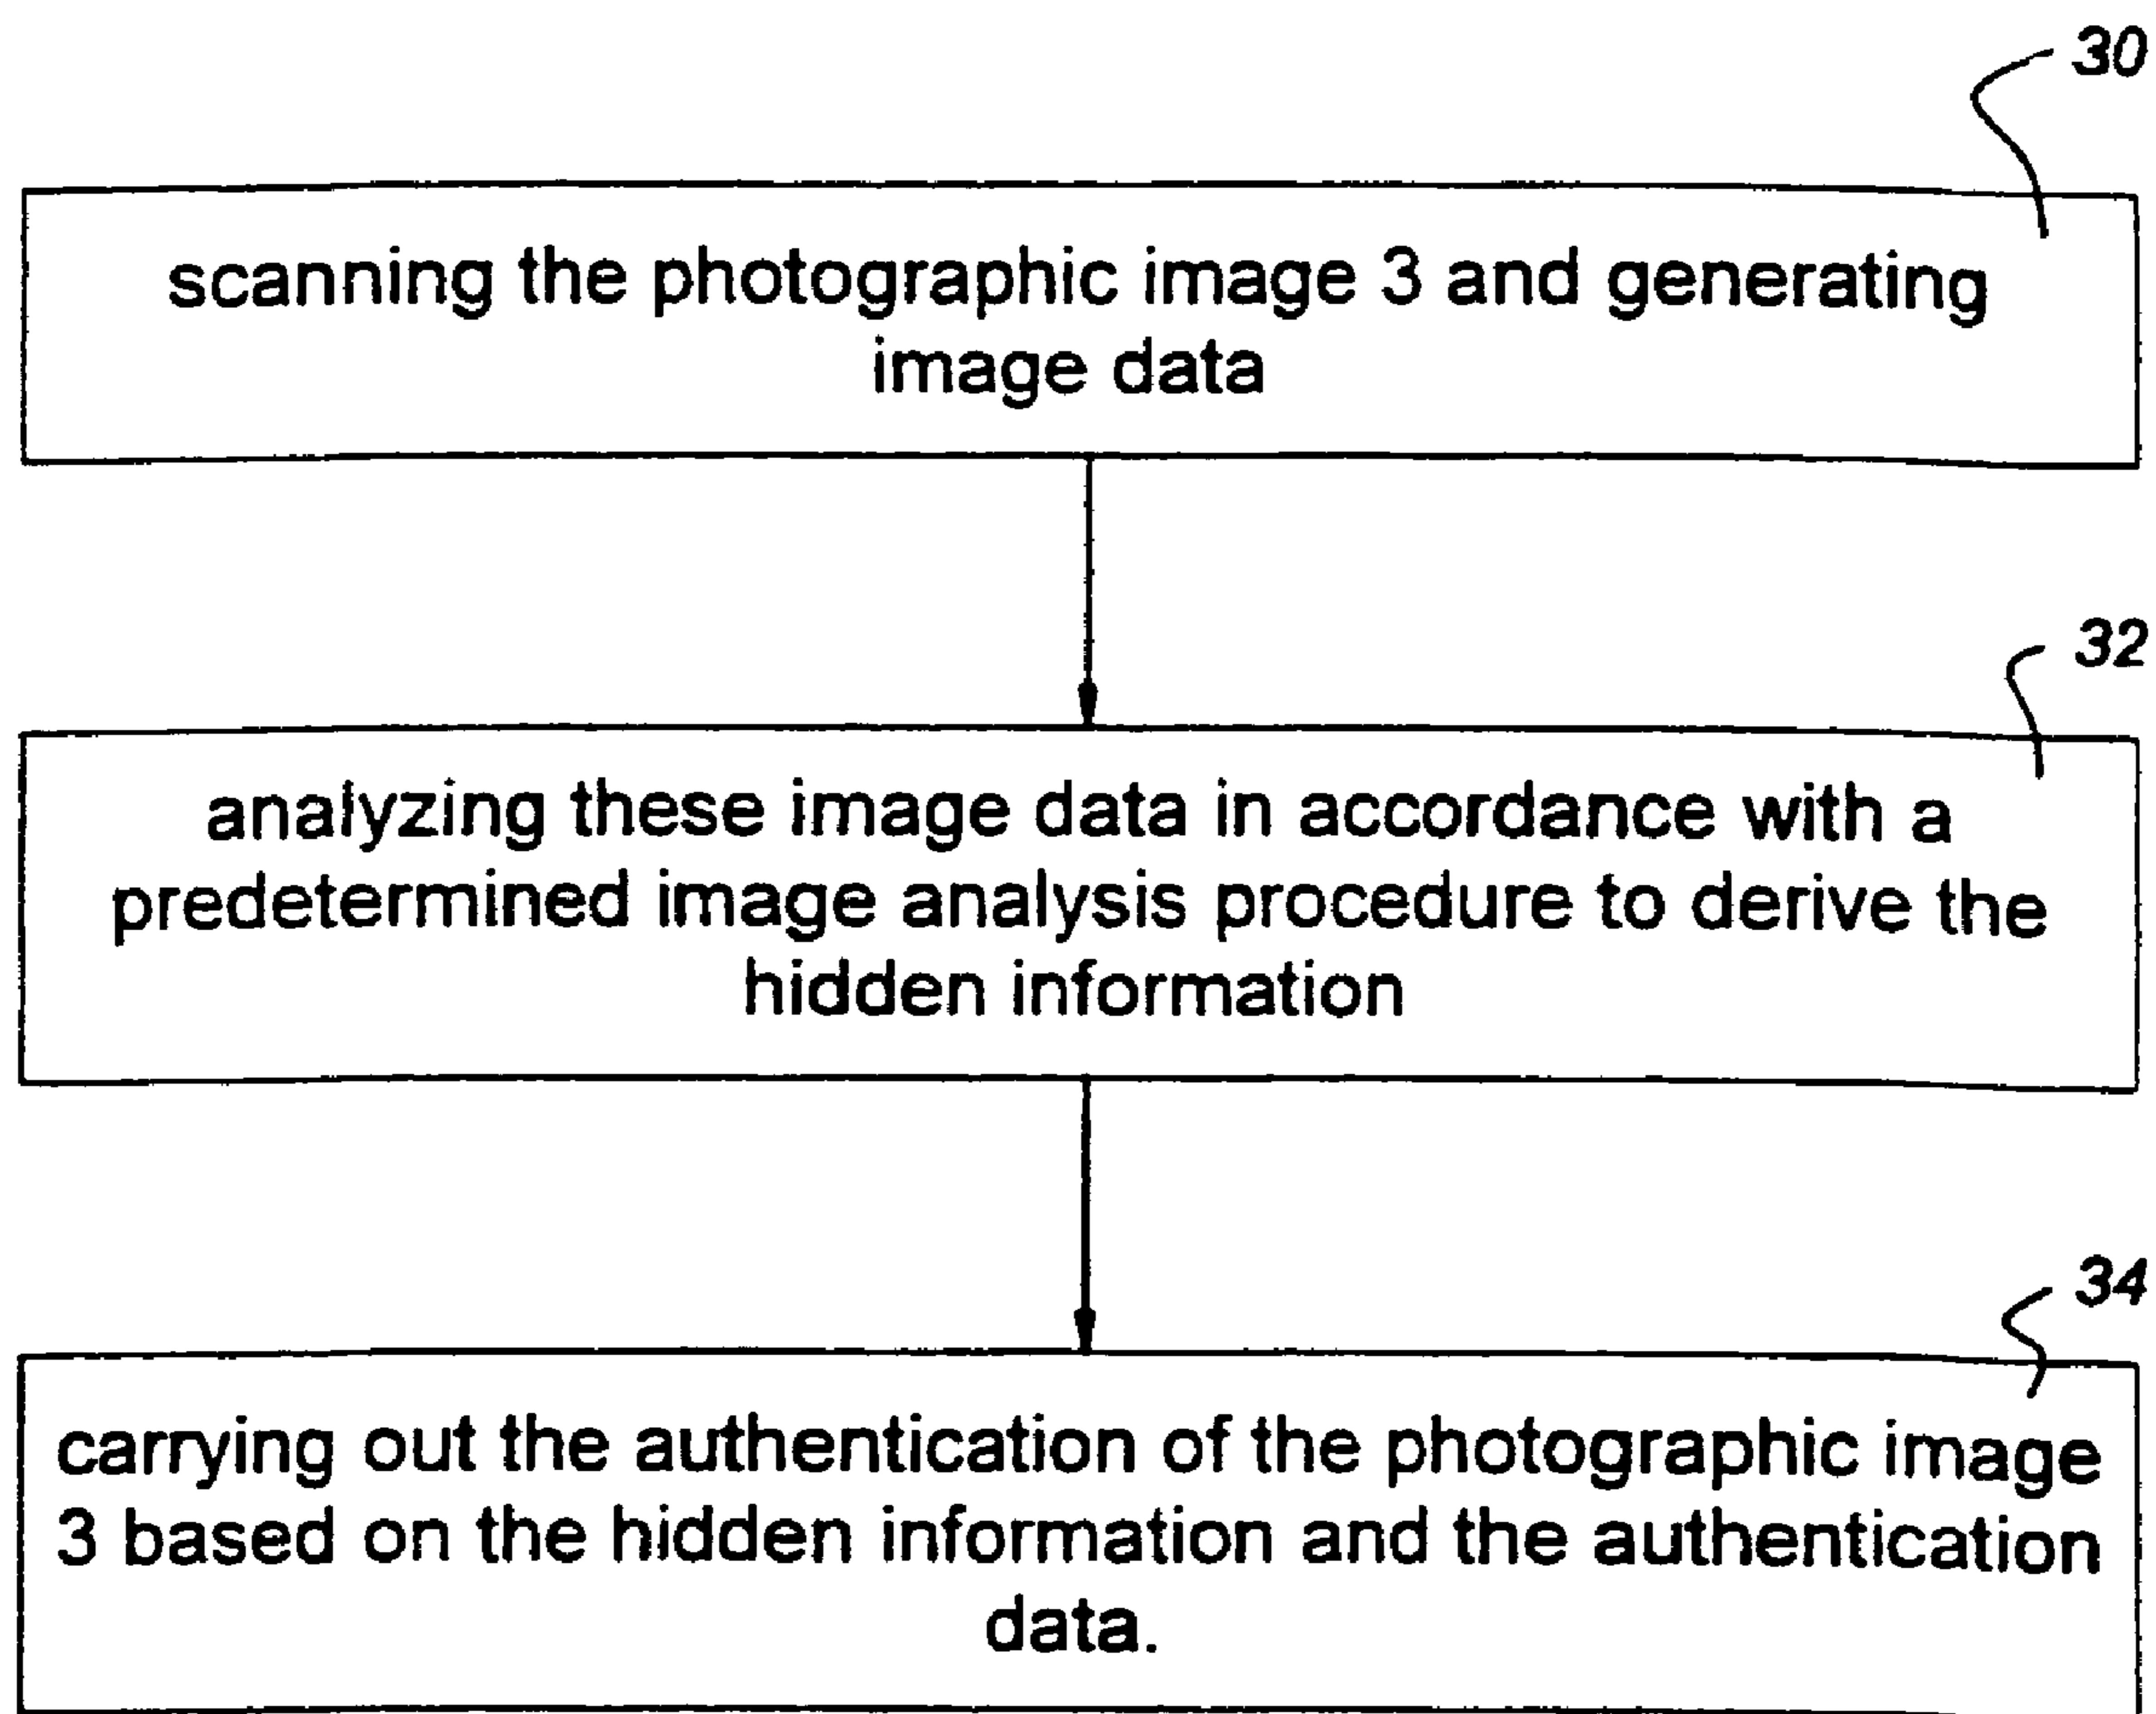 30
scanning the photographic image 3 and generating
image data
32
analyzing these image data in accordance with a
predetermined image analysis procedure to derive the
hidden information
34
carrying out the authentication of the photographic image
3 based on the hidden information and the authentication
data.